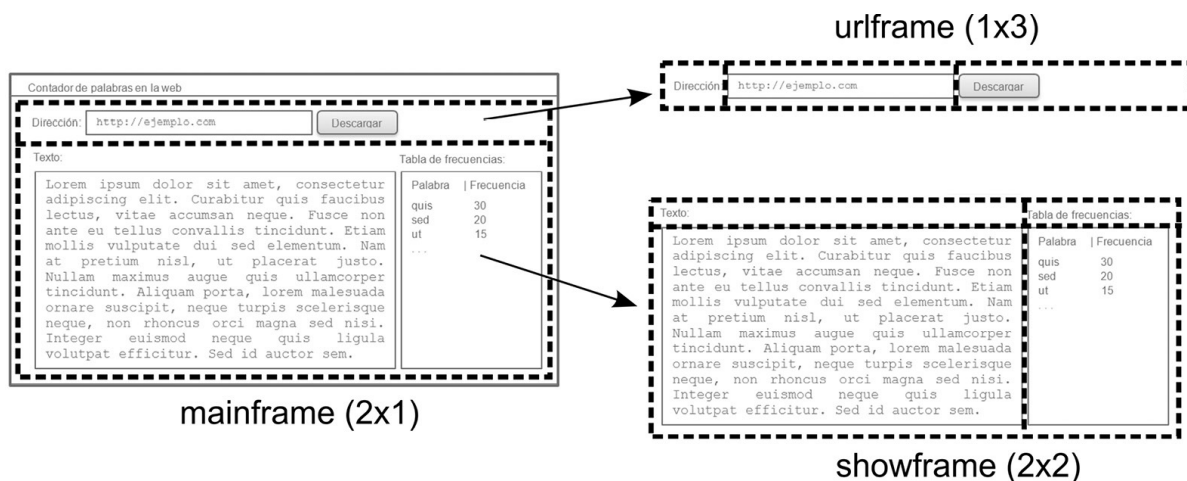 urlframe (1x3)
Dirección
http://ejemplo.com
Descargar
Contador de palabras en la web
Dirección:
http://ejemplo.com
Descargar
Texto:
Tabla de frecuencias:
Lorem ipsum dolor sit amet, consectetur
adipiscing elit. Curabitur quis faucibus
lectus, vitae accumsan neque. Fusce non
ante eu tellus convallis tincidunt. Etiam
mollis vulputate dui sed elementum. Nam
at pretium nisl, ut placerat justo.
Nullam maximus augue quis ullamcorper
tincidunt. Aliquam porta, lorem malesuada
ornare suscipit, neque turpis scelerisque
neque, non rhoncus orci magna sed nisi.
Integer euismod neque quis ligula
volutpat efficitur. Sed id auctor sem.
Palabra | Frecuencia
quis 30
sed 20
ut 15
...
mainframe (2x1)
Texto:
Tabla de frecuencias:
Lorem ipsum dolor sit amet, consectetur
adipiscing elit. Curabitur quis faucibus
lectus, vitae accumsan neque. Fusce non
ante eu tellus convallis tincidunt. Etiam
mollis vulputate dui sed elementum. Nam
at pretium nisl, ut placerat justo.
Nullam maximus augue quis ullamcorper
tincidunt. Aliquam porta, lorem malesuada
ornare suscipit, neque turpis scelerisque
neque, non rhoncus orci magna sed nisi.
Integer euismod neque quis ligula
volutpat efficitur. Sed id auctor sem.
Palabra | Frecuencia
quis 30
sed 20
ut 15
...
showframe (2x2)